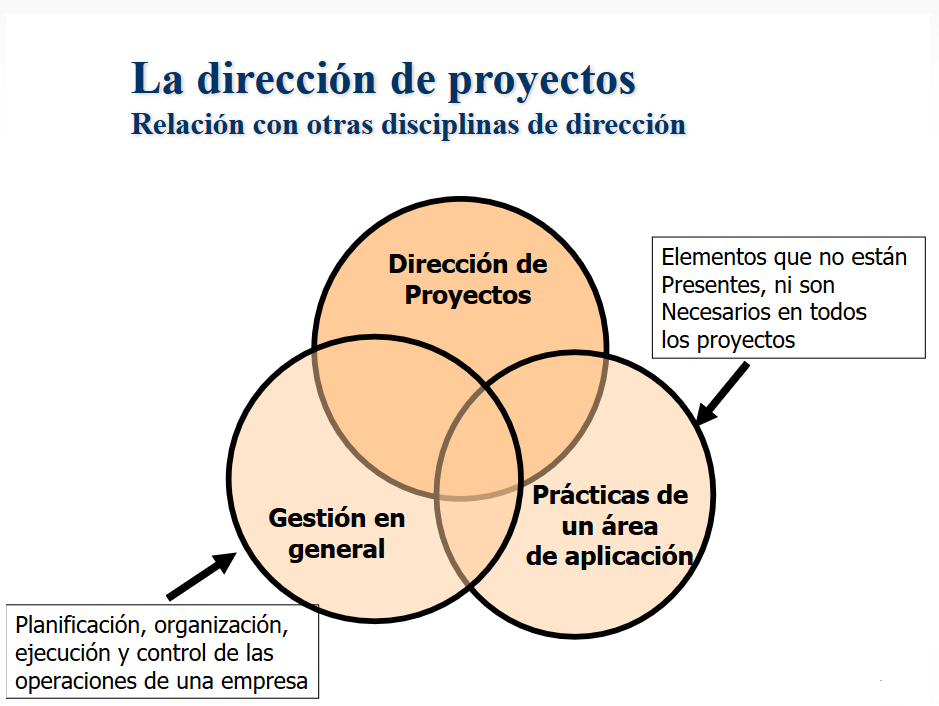 La dirección de proyectos
Relación con otras disciplinas de dirección
Dirección de
Proyectos
Elementos que no están
Presentes, ni son
Necesarios en todos
los proyectos
Prácticas de
un área
de aplicación
Gestión en
general
Planificación, organización,
ejecución y control de las
operaciones de una empresa